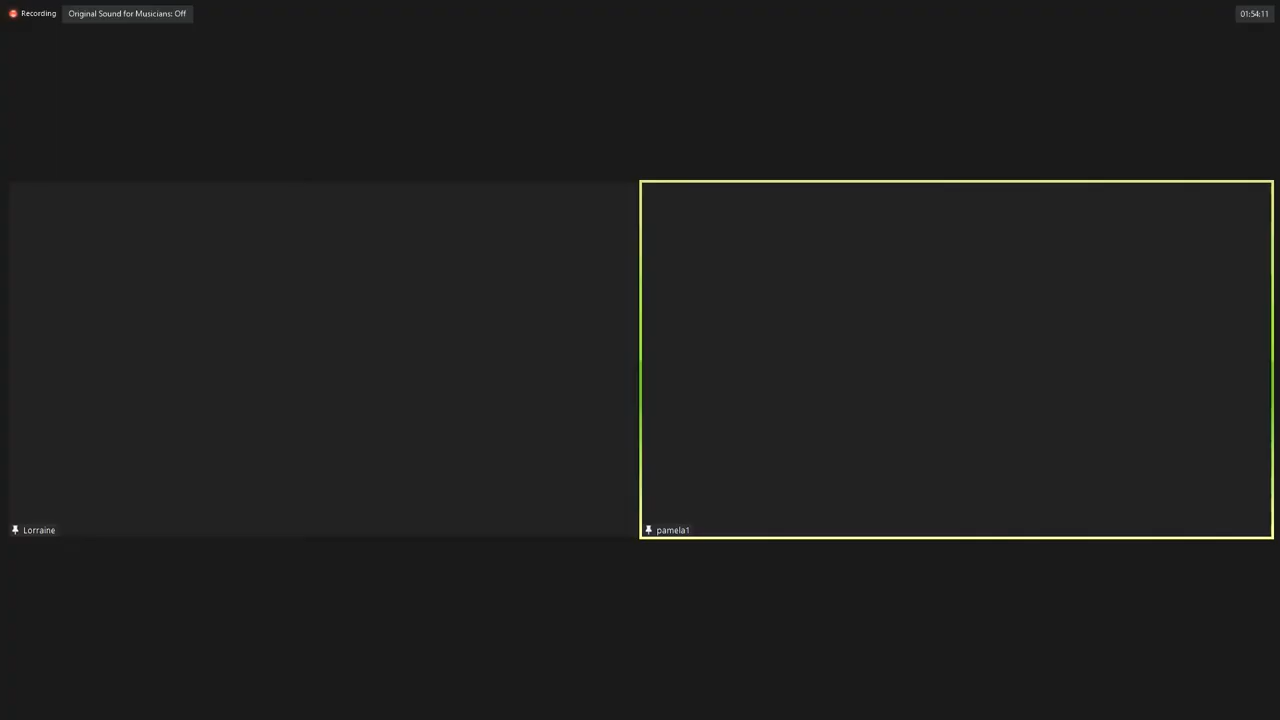 Recording
Original Sound for Musicians: Off
01:54:11
Lorraine
pamela1